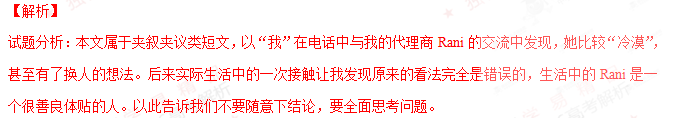 【解析】
试题分析：本文属于夹叙夹议类短文，以“我”在电话中与我的代理商 Rani 的交流中发现，她比较“冷漠”，
甚至有了换人的想法。后来实际生活中的一次接触让我发现原来的看法完全是错误的，生活中的 Rani 是一
个很善良体贴的人。以此告诉我们不要随意下结论，要全面思考问题。